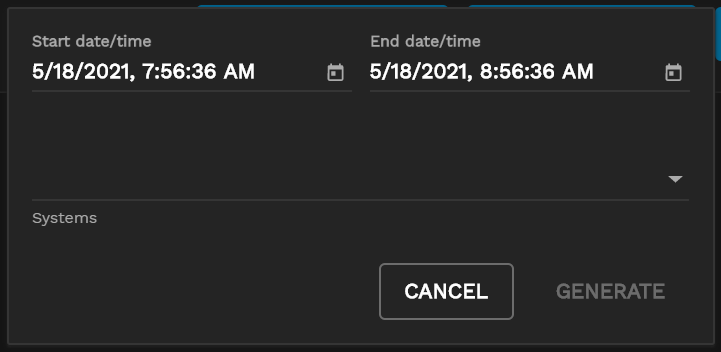 Start date/time
End date/time
5/18/2021, 7:56:36 AM
5/18/2021, 8:56:36 AM
Systems
CANCEL
GENERATE